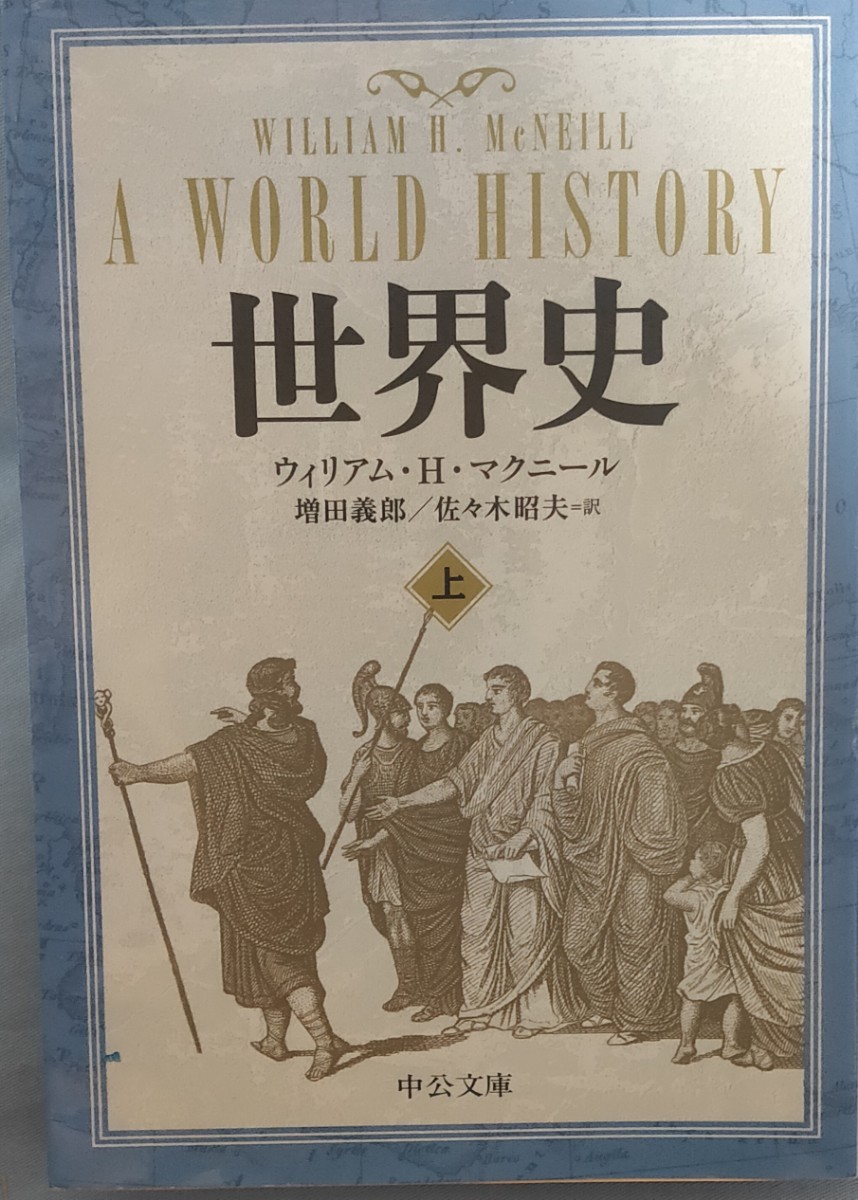 WILLIAM H. McNEILL
A WORLD HISTORY
世界史
ウィリアム・H・マクニール
増田義郎/佐々木昭夫=訳
上
中公文庫